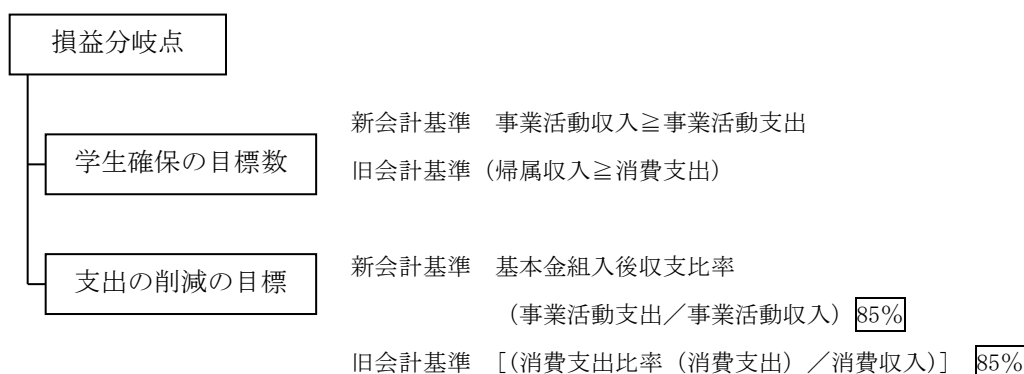 損益分岐点
学生確保の目標数
新会計基準　事業活動収入≧事業活動支出
旧会計基準（帰属収入≧消費支出）
支出の削減の目標
新会計基準　基本金組入後収支比率
（事業活動支出／事業活動収入）85%
旧会計基準　［（消費支出比率（消費支出）／消費収入）］　85%